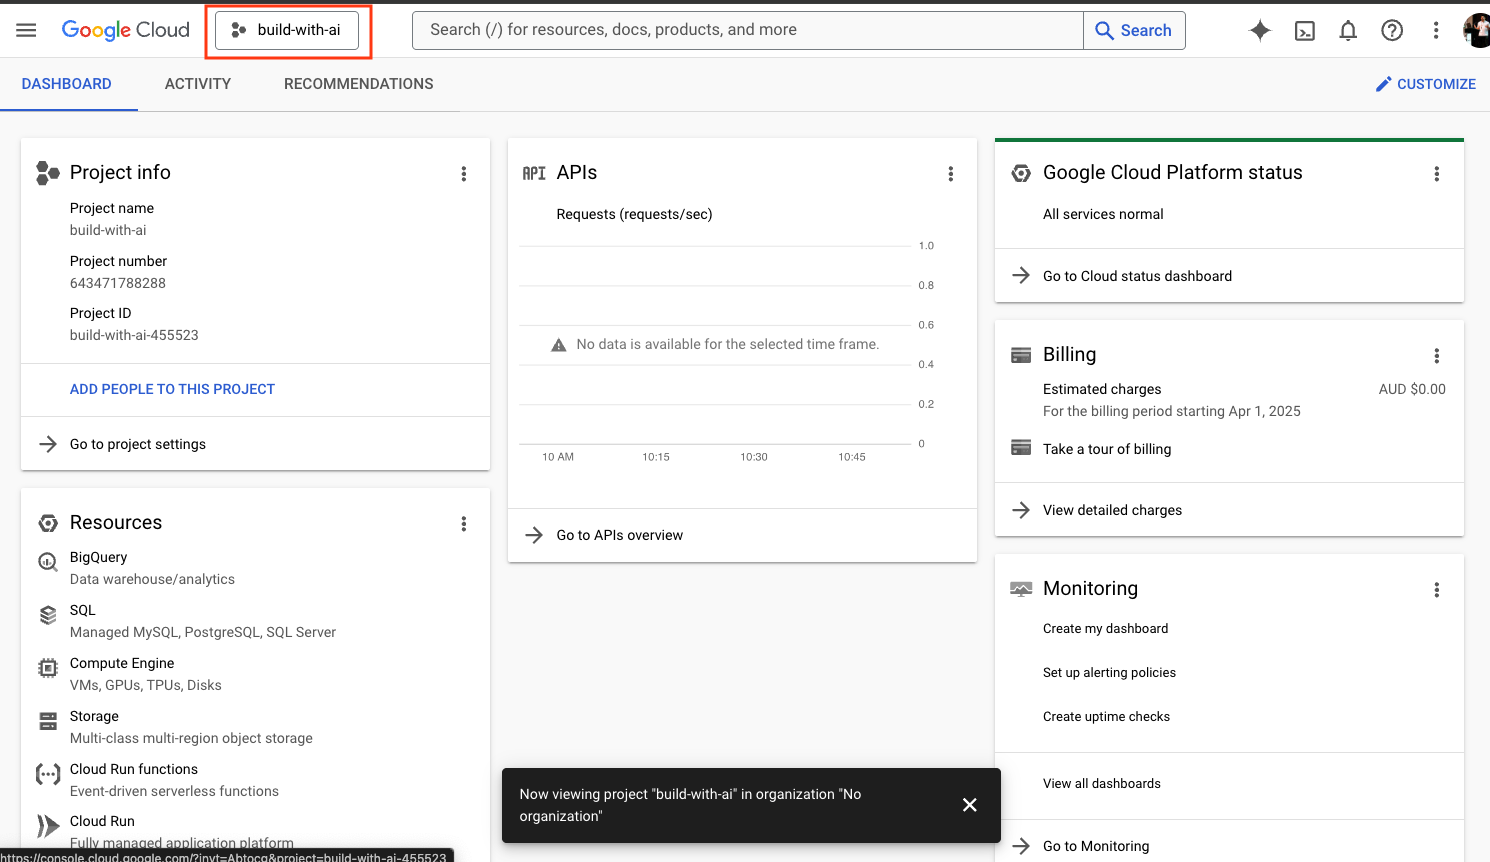 Google Cloud
build-with-ai
Search (/) for resources, docs, products, and more
Search
DASHBOARD
ACTIVITY
RECOMMENDATIONS
CUSTOMIZE
Project info
Project name
build-with-ai
Project number
643471788288
Project ID
build-with-ai-455523
ADD PEOPLE TO THIS PROJECT
Go to project settings
Resources
BigQuery
Data warehouse/analytics
SQL
Managed MySQL, PostgreSQL, SQL Server
Compute Engine
VMs, GPUs, TPUs, Disks
Storage
Multi-class multi-region object storage
Cloud Run functions
Event-driven serverless functions
Cloud Run
Fully managed application platform
https://console.cloud.google.com/?invt=Abtocg&project=build-with-ai-455523
API APIs
Requests (requests/sec)
1.0
0.8
0.6
No data is available for the selected time frame.
0.4
0.2
0
10 AM 10:15 10:30 10:45
Go to APIs overview
Google Cloud Platform status
All services normal
Go to Cloud status dashboard
Billing
Estimated charges AUD $0.00
For the billing period starting Apr 1, 2025
Take a tour of billing
View detailed charges
Monitoring
Create my dashboard
Set up alerting policies
Create uptime checks
View all dashboards
Go to Monitoring
Now viewing project "build-with-ai" in organization "No
organization"